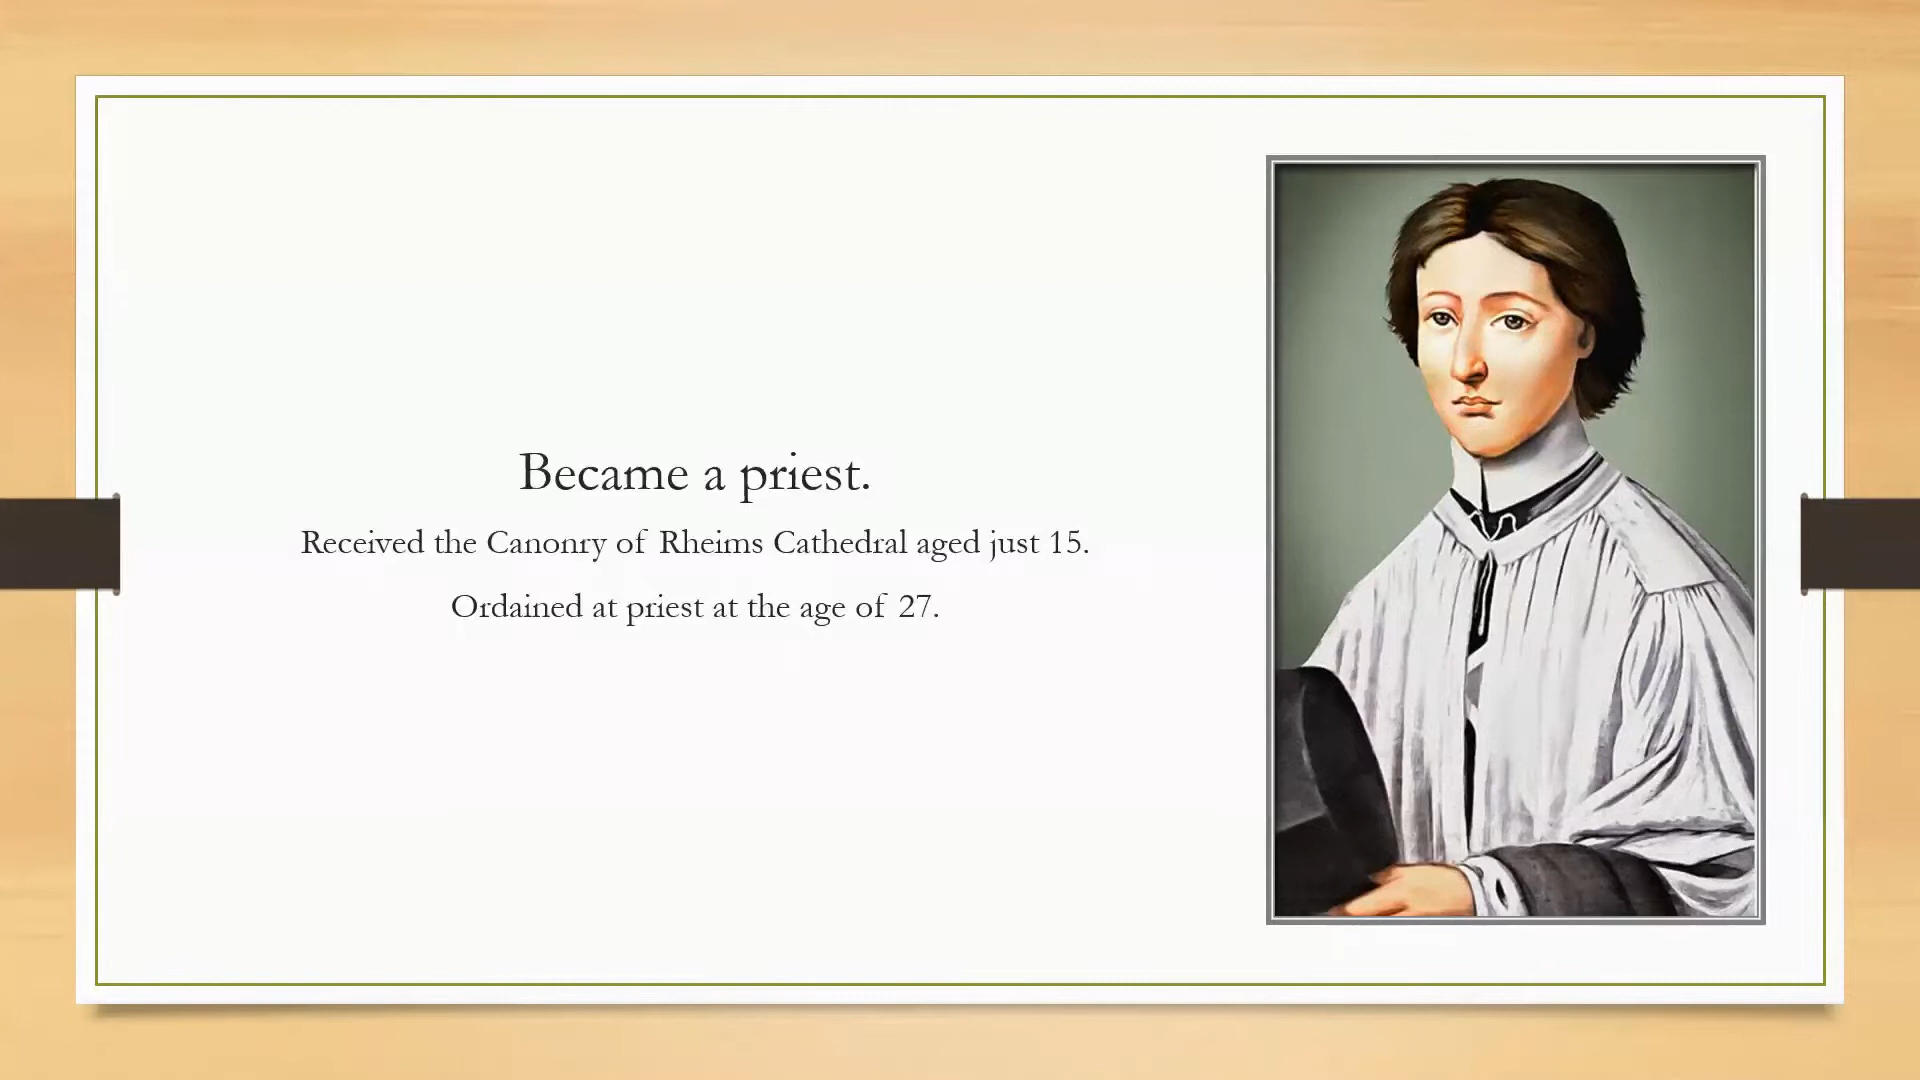 Became a priest.
Received the Canonry of Rheims Cathedral aged just 15.
Ordained at priest at the age of 27.